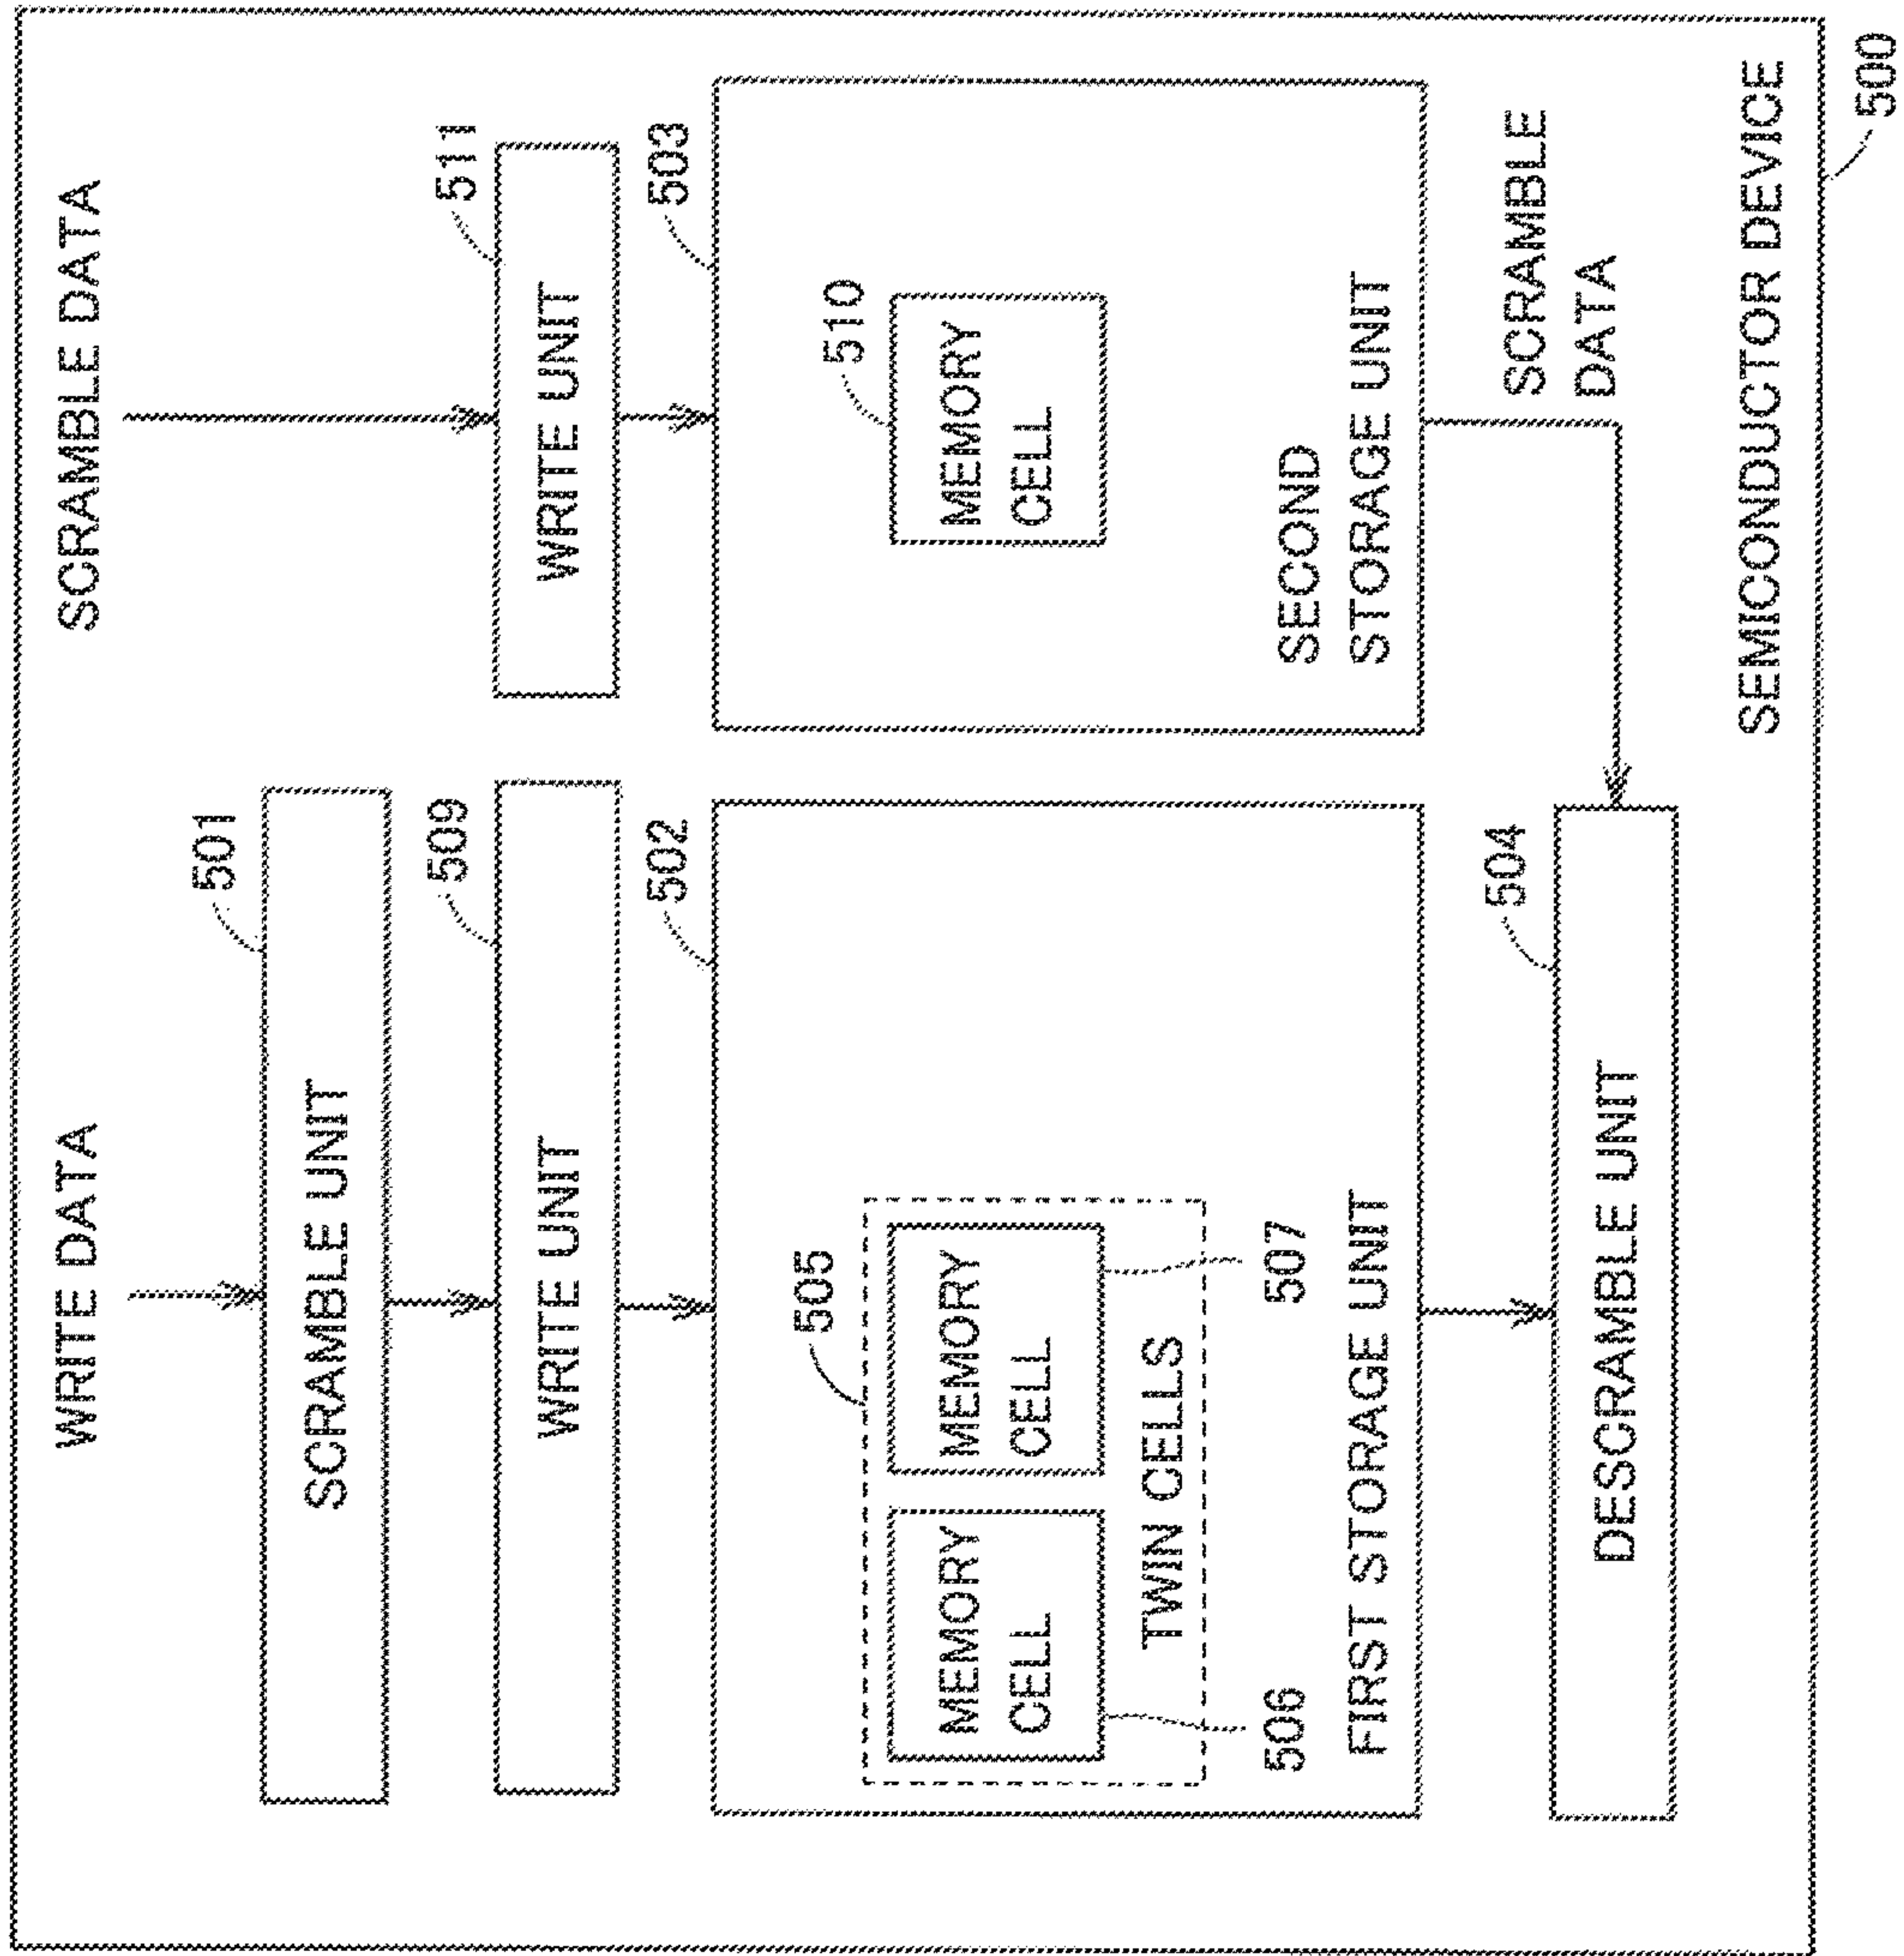 WRITE DATA
SCRAMBLE DATA
501
SCRAMBLE UNIT
509
WRITE UNIT
511
WRITE UNIT
502
503
505
MEMORY
CELL
MEMORY
CELL
TWIN CELLS
506
507
FIRST STORAGE UNIT
510
MEMORY
CELL
SECOND
STORAGE UNIT
504
DESCRAMBLE UNIT
SCRAMBLE
DATA
SEMICONDUCTOR DEVICE
500